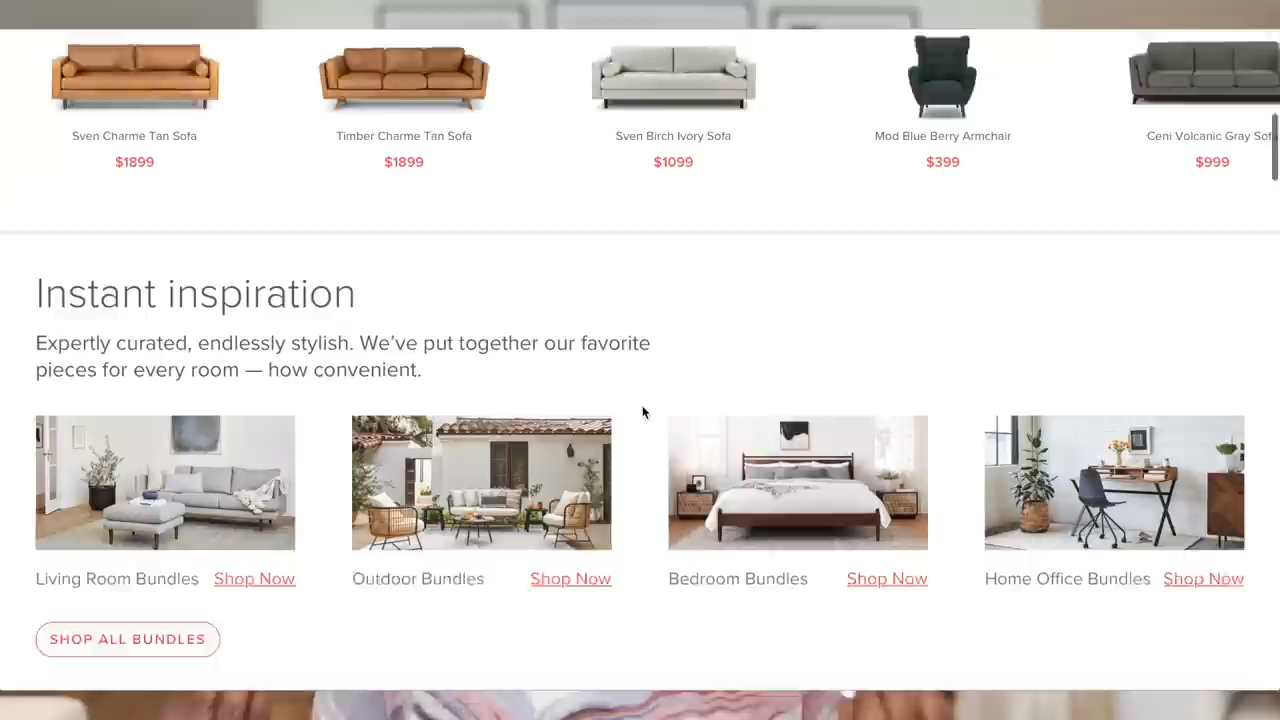 Sven Charme Tan Sofa
Timber Charme Tan Sofa
Sven Birch Ivory Sofa
Mod Blue Berry Armchair
Ceni Volcanic Gray Sofa
$1899
$1899
$1099
$399
$999
Instant inspiration
Expertly curated, endlessly stylish. We've put together our favorite
pieces for every room — how convenient.
Living Room Bundles Shop Now
Outdoor Bundles Shop Now
Bedroom Bundles Shop Now
Home Office Bundles Shop Now
SHOP ALL BUNDLES